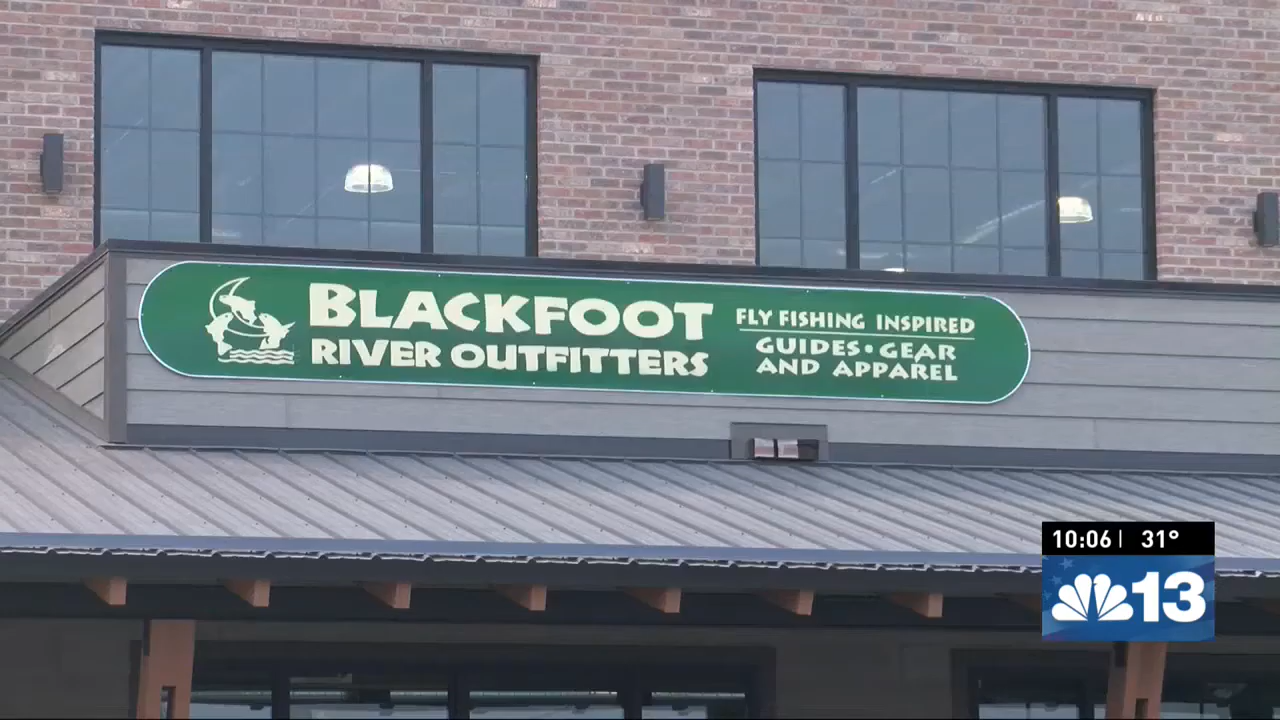 BLACKFOOT
RIVER OUTFITTERS
FLY FISHING INSPIRED
GUIDES • GEAR
AND APPAREL
10:06 | 31°
13